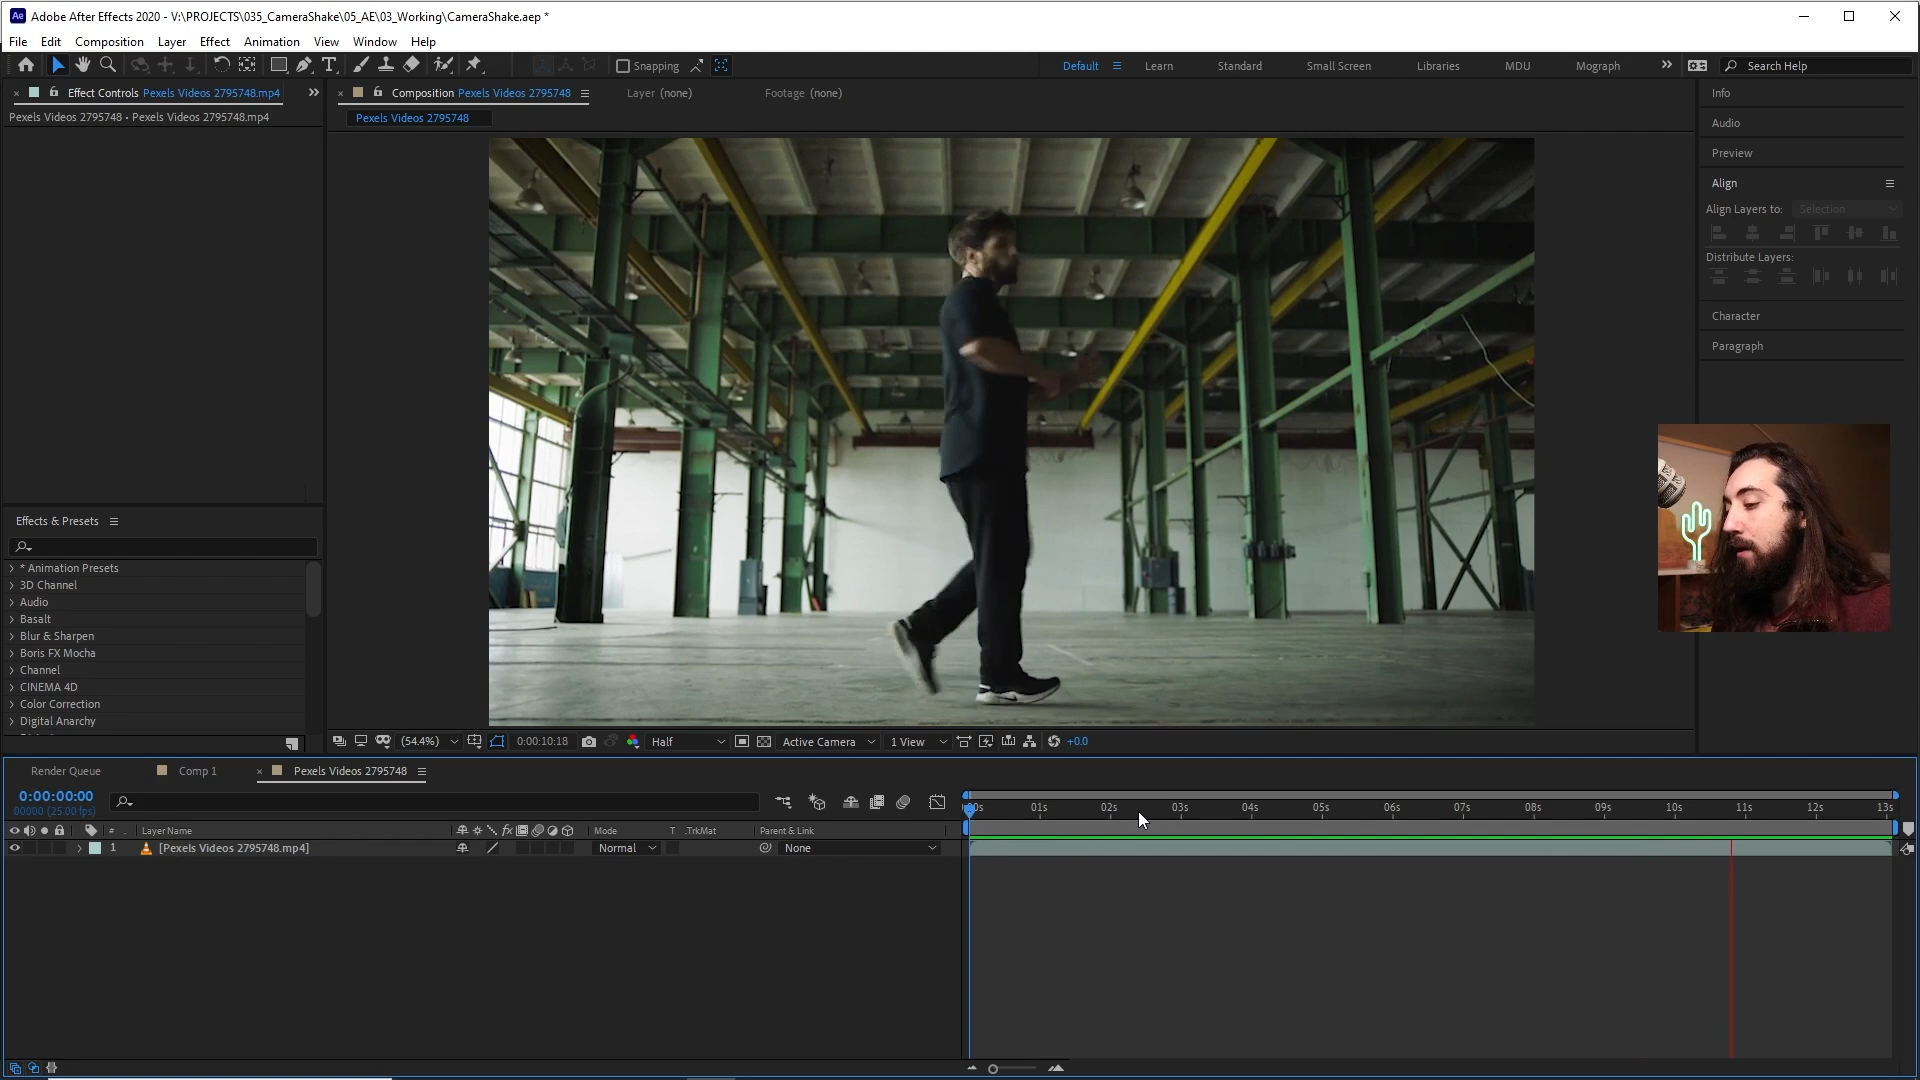 Ae Adobe After Effects 2020 - V:\PROJECTS\035_CameraShake\05_AE\03_Working\CameraShake.aep *
File Edit Composition Layer Effect Animation View Window Help
Snapping Default Learn Standard Small Screen Libraries MDU Mograph Search Help
Effect Controls Pexels Videos 2795748.mp4
Pexels Videos 2795748 • Pexels Videos 2795748.mp4
Composition Pexels Videos 2795748 Layer (none) Footage (none)
Pexels Videos 2795748
Info
Audio
Preview
Align
Align Layers to: Selection
Distribute Layers:
Character
Paragraph
Effects & Presets
* Animation Presets
3D Channel
Audio
Basalt
Blur & Sharpen
Boris FX Mocha
Channel
CINEMA 4D
Color Correction
Digital Anarchy
(54.4%) 0:00:10:18 Half Active Camera 1 View +0.0
Render Queue Comp 1 Pexels Videos 2795748
0:00:00:00
00000 (25.00 fps)
00s 01s 02s 03s 04s 05s 06s 07s 08s 09s 10s 11s 12s 13s
# Layer Name fx Mode T .TrkMat Parent & Link
1 [Pexels Videos 2795748.mp4] Normal None